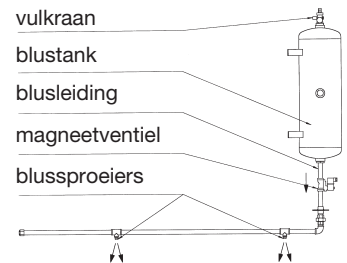 vulkraan
blustank
blusleiding
magneetventiel
blussproeiers